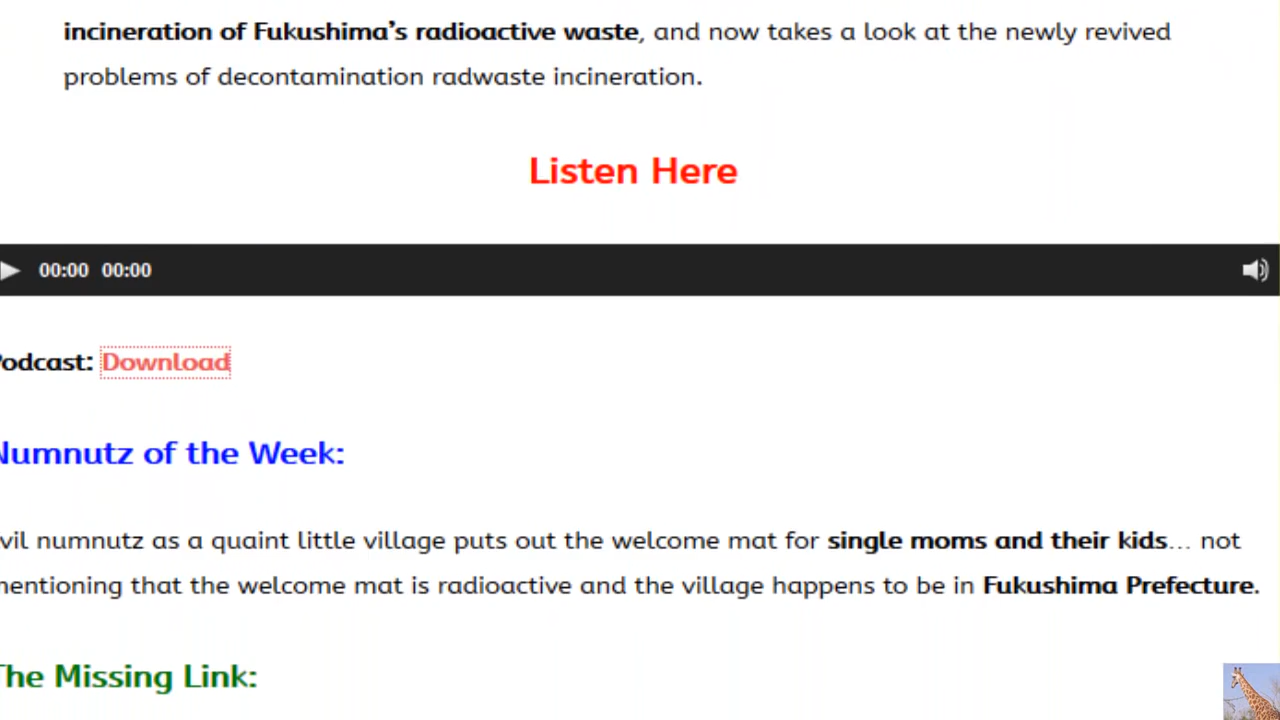 incineration of Fukushima’s radioactive waste, and now takes a look at the newly revived
problems of decontamination radwaste incineration.
Listen Here
00:00 00:00
Podcast: Download
Numnutz of the Week:
vil numnutz as a quaint little village puts out the welcome mat for single moms and their kids… not
mentioning that the welcome mat is radioactive and the village happens to be in Fukushima Prefecture.
The Missing Link: